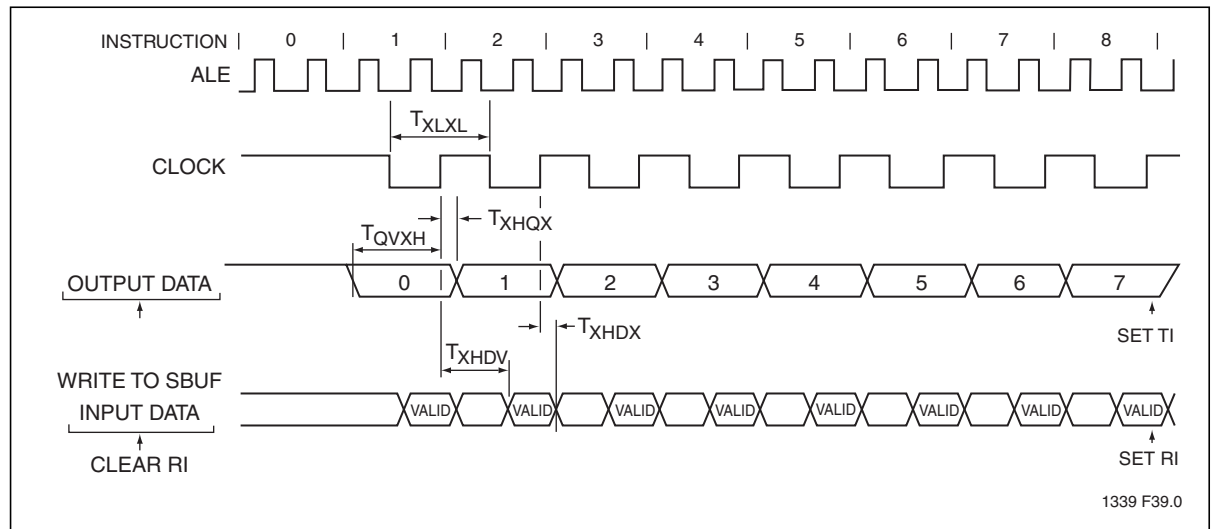 INSTRUCTION | 0 | 1 | 2 | 3 | 4 | 5 | 6 | 7 | 8 |
ALE
TXLXL
CLOCK
TXHQX
TQVXH
OUTPUT DATA 0 1 2 3 4 5 6 7
SET TI
TXHDX
TXHDV
WRITE TO SBUF
INPUT DATA VALID VALID VALID VALID VALID VALID VALID VALID
CLEAR RI
SET RI
1339 F39.0